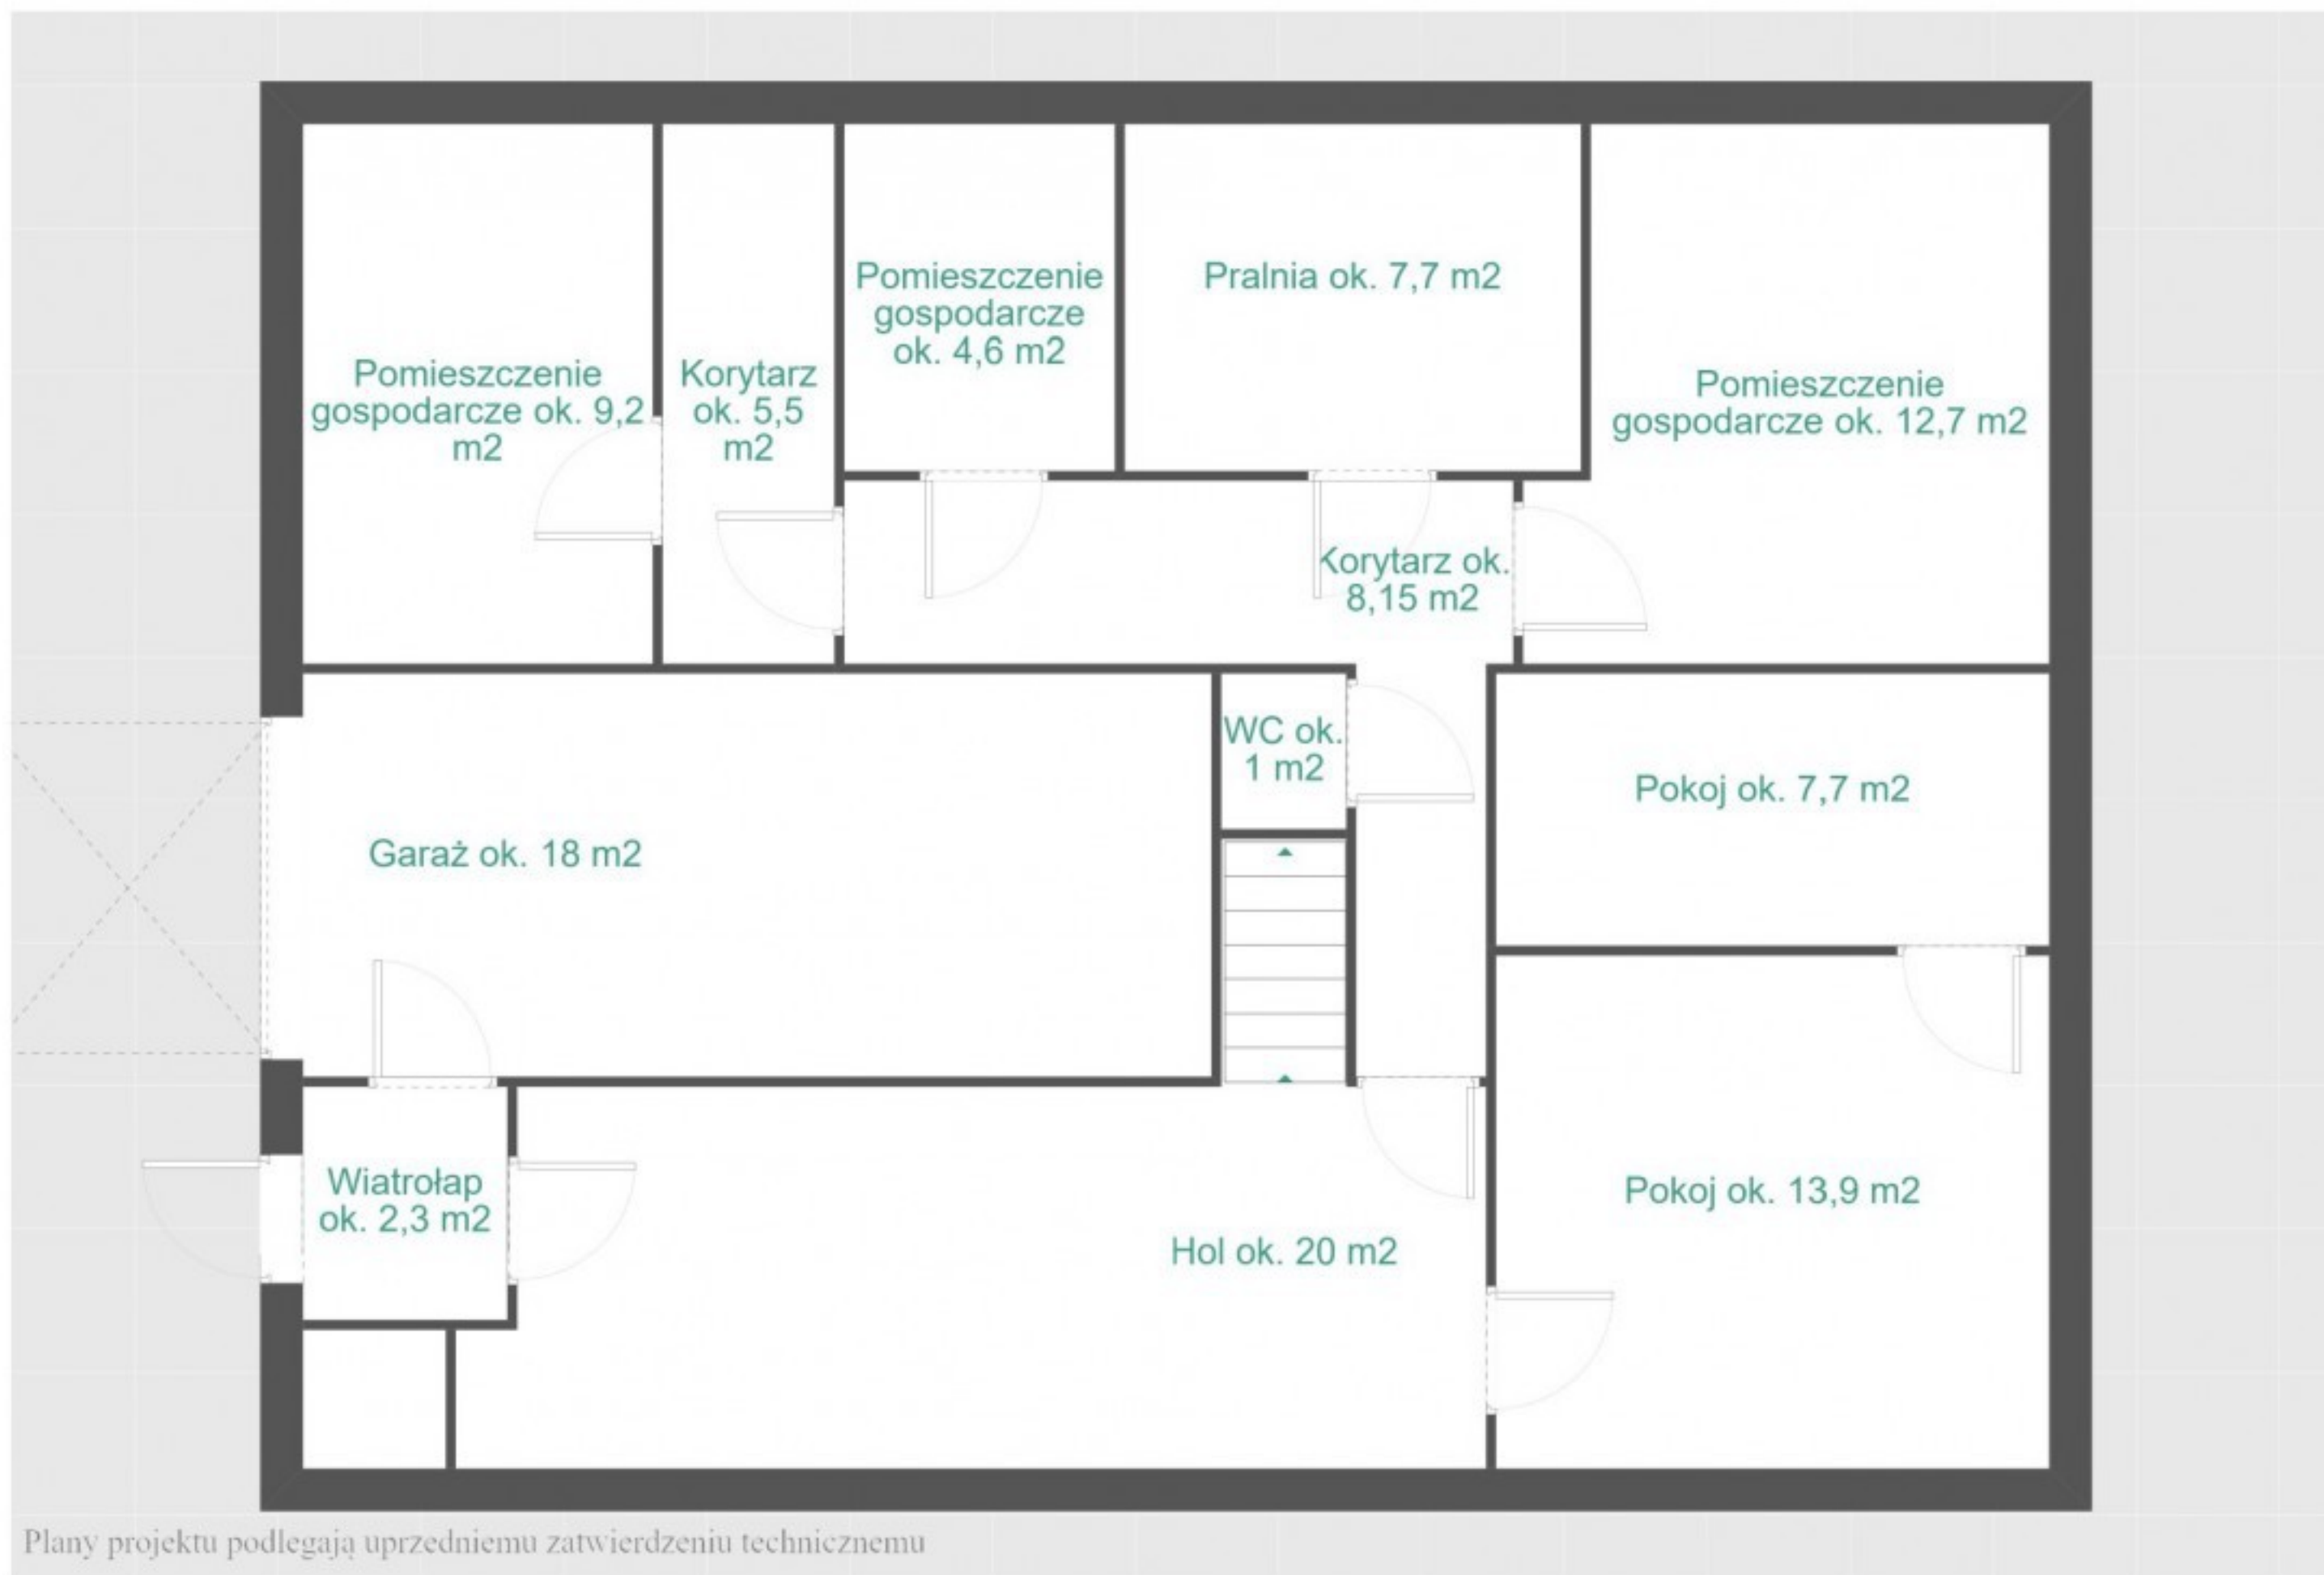 Pomieszczenie
gospodarcze ok. 9,2
m2
Korytarz
ok. 5,5
m2
Pomieszczenie
gospodarcze
ok. 4,6 m2
Pralnia ok. 7,7 m2
Pomieszczenie
gospodarcze ok. 12,7 m2
Korytarz ok.
8,15 m2
WC ok.
1 m2
Pokoj ok. 7,7 m2
Garaż ok. 18 m2
Wiatrołap
ok. 2,3 m2
Hol ok. 20 m2
Pokoj ok. 13,9 m2
Plany projektu podlegają uprzedniemu zatwierdzeniu technicznemu